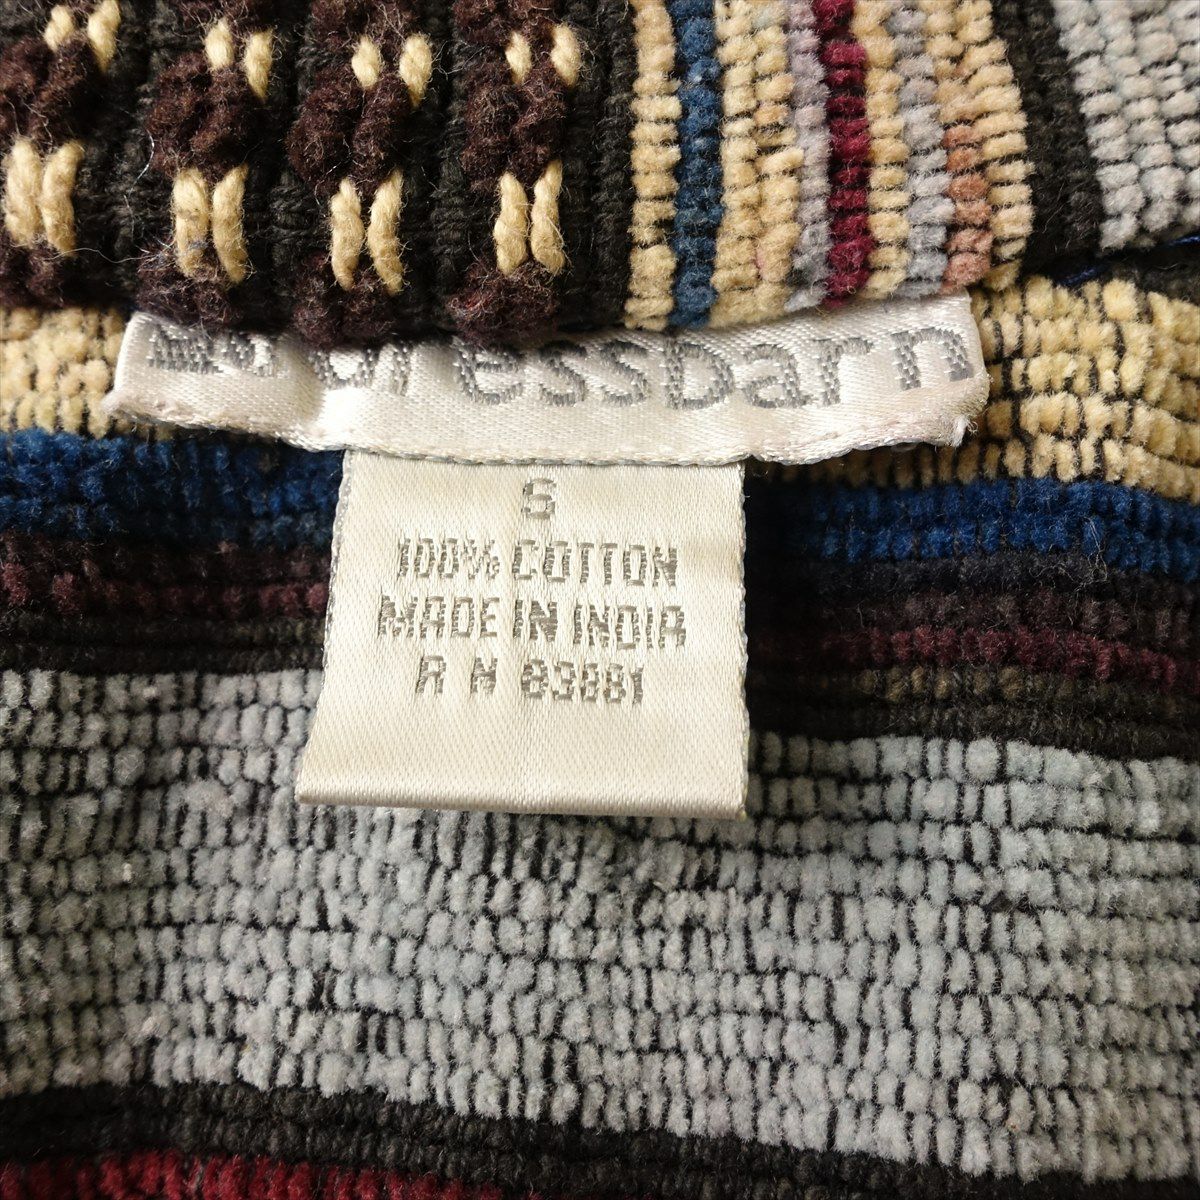 dressbarn
S
100% COTTON
MADE IN INDIA
R N 83881